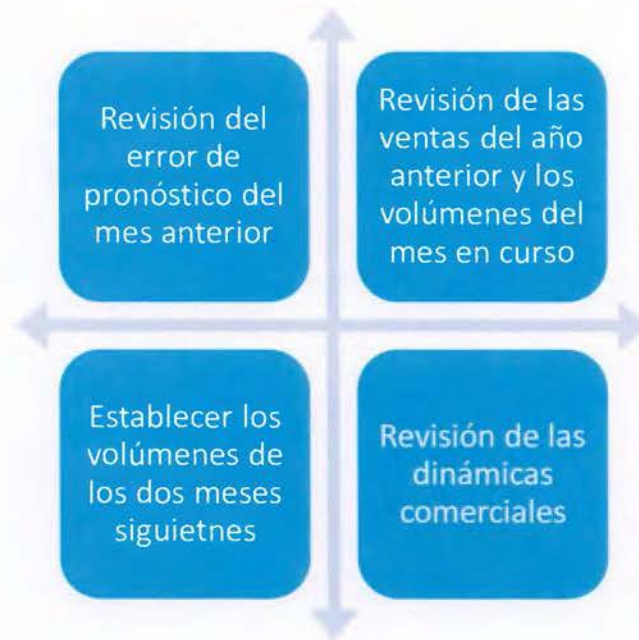 Revisión del
error de
pronóstico del
mes anterior
Revisión de las
ventas del año
anterior y los
volúmenes del
mes en curso
Establecer los
volúmenes de
los dos meses
siguietnes
Revisión de las
dinámicas
comerciales